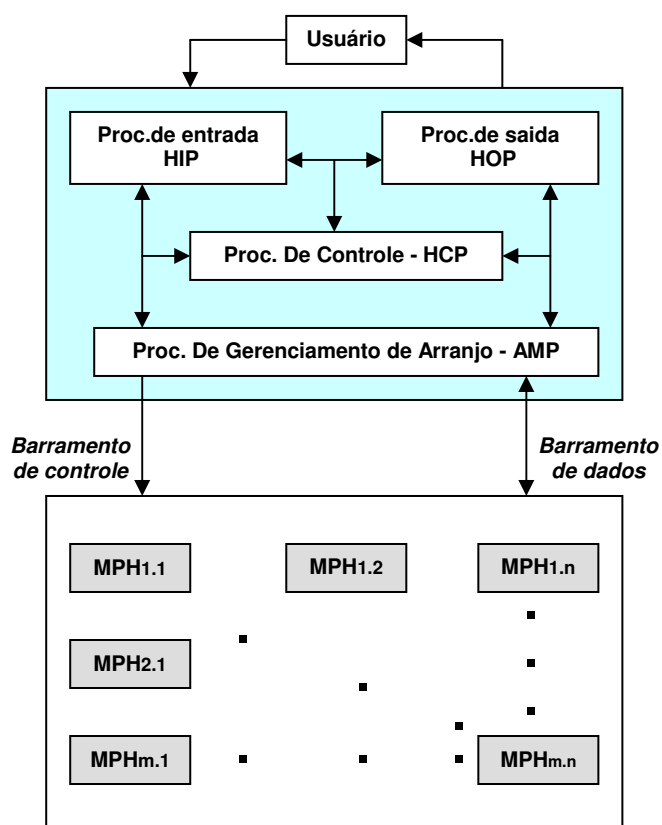 Usuário
Proc.de entrada
HIP
Proc.de saida
HOP
Proc. De Controle - HCP
Proc. De Gerenciamento de Arranjo - AMP
Barramento
de controle
Barramento
de dados
MPH1.1
MPH1.2
MPH1.n
MPH2.1
MPHm.1
MPHm.n